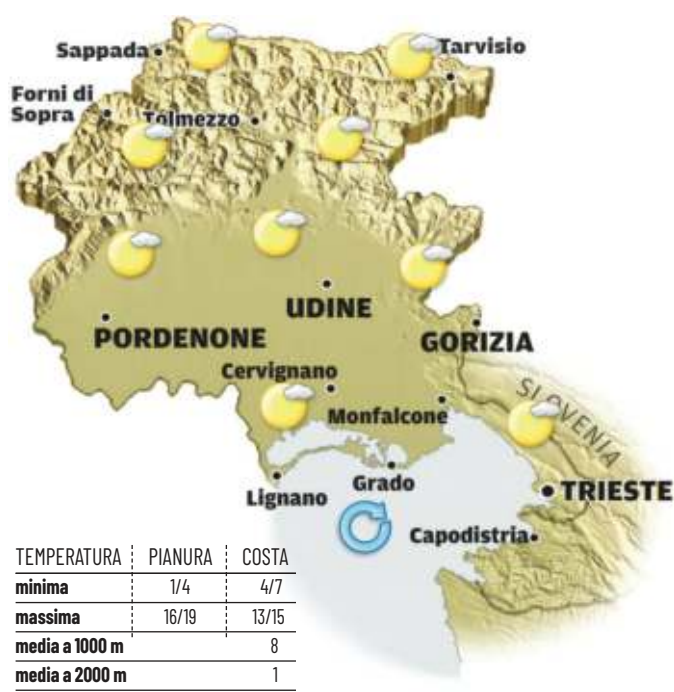 Sappada
Tarvisio
Forni di
Sopra
Tolmezzo
UDINE
PORDENONE
GORIZIA
Cervignano
Monfalcone
SLOVENIA
Lignano
Grado
TRIESTE
Capodistria
TEMPERATURA PIANURA COSTA
minima 1/4 4/7
massima 16/19 13/15
media a 1000 m 8
media a 2000 m 1